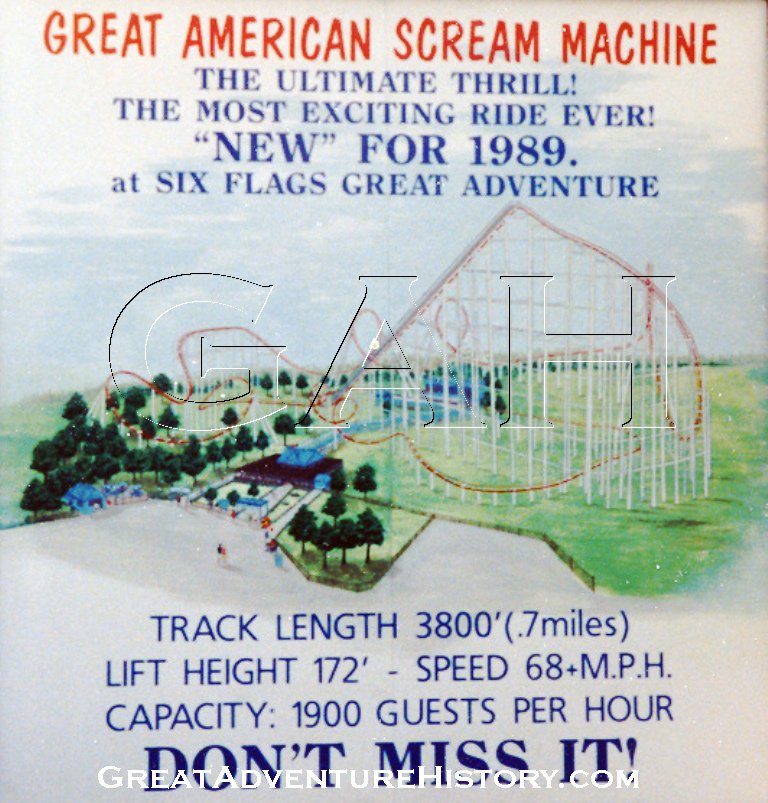 GREAT AMERICAN SCREAM MACHINE
THE ULTIMATE THRILL!
THE MOST EXCITING RIDE EVER!
"NEW" FOR 1989.
at SIX FLAGS GREAT ADVENTURE
GAH
TRACK LENGTH 3800'(.7miles)
LIFT HEIGHT 172' - SPEED 68+M.P.H.
CAPACITY: 1900 GUESTS PER HOUR
DON'T MISS IT!
GREATADVENTUREHISTORY.COM